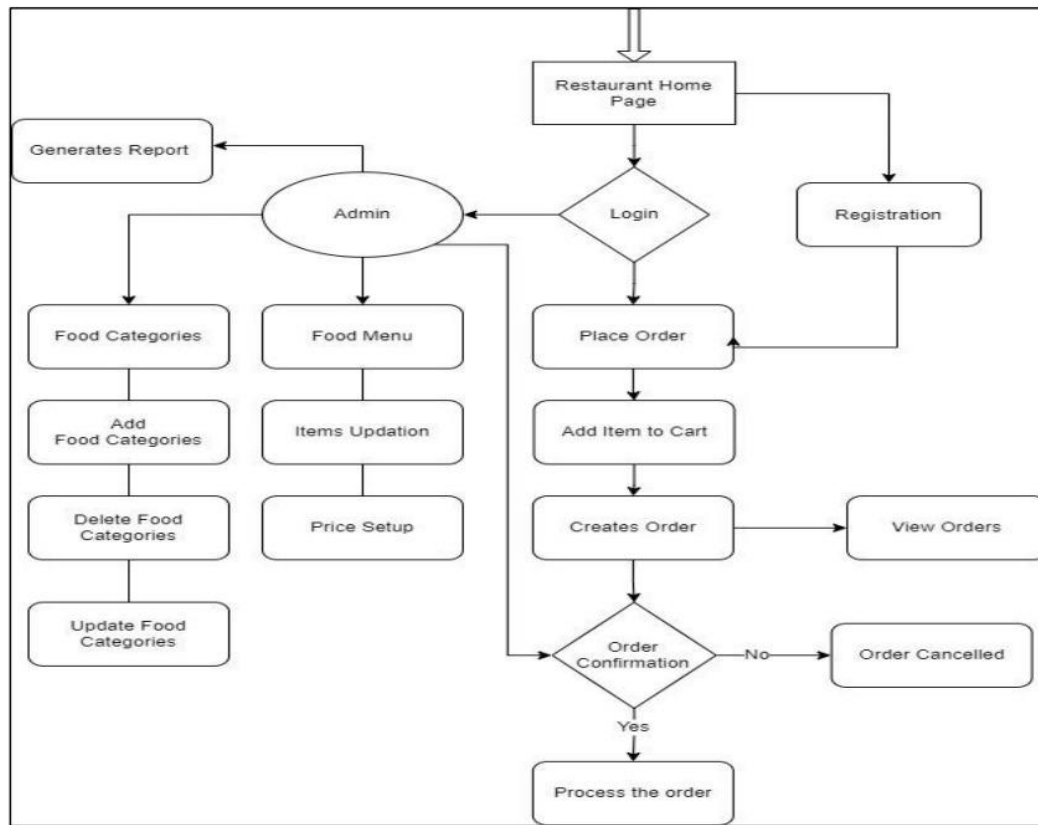 Restaurant Home
Page
Generates Report
Admin
Login
Registration
Food Categories
Food Menu
Place Order
Add
Food Categories
Items Updation
Add Item to Cart
Delete Food
Categories
Price Setup
Creates Order
View Orders
Update Food
Categories
Order
Confirmation
No
Order Cancelled
Yes
Process the order